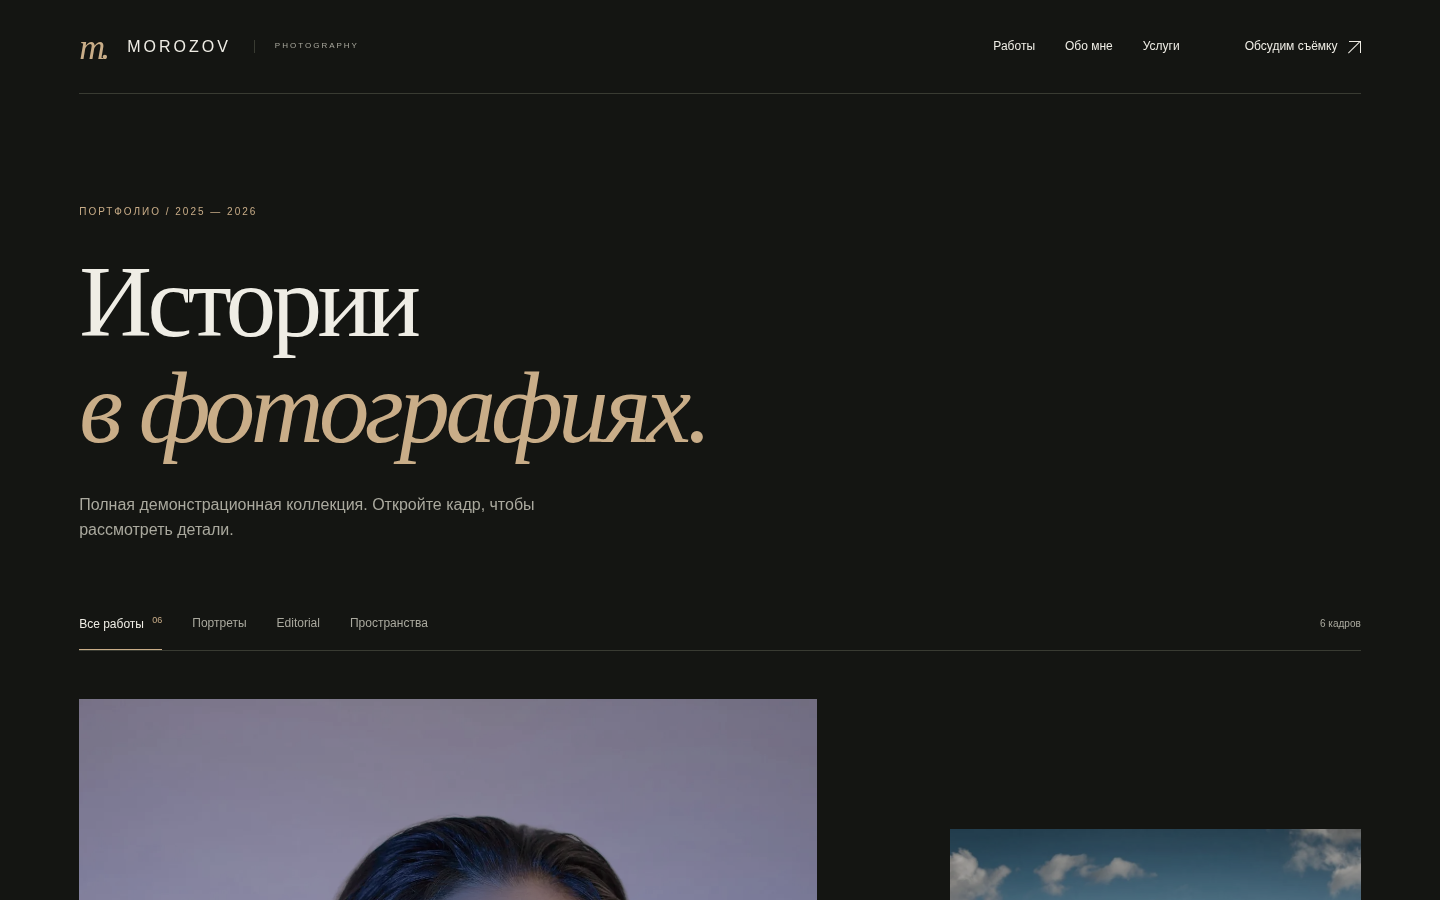 m. MOROZOV PHOTOGRAPHY Работы Обо мне Услуги Обсудим съёмку
ПОРТФОЛИО / 2025 — 2026
Истории
в фотографиях.
Полная демонстрационная коллекция. Откройте кадр, чтобы
рассмотреть детали.
Все работы 06 Портреты Editorial Пространства 6 кадров